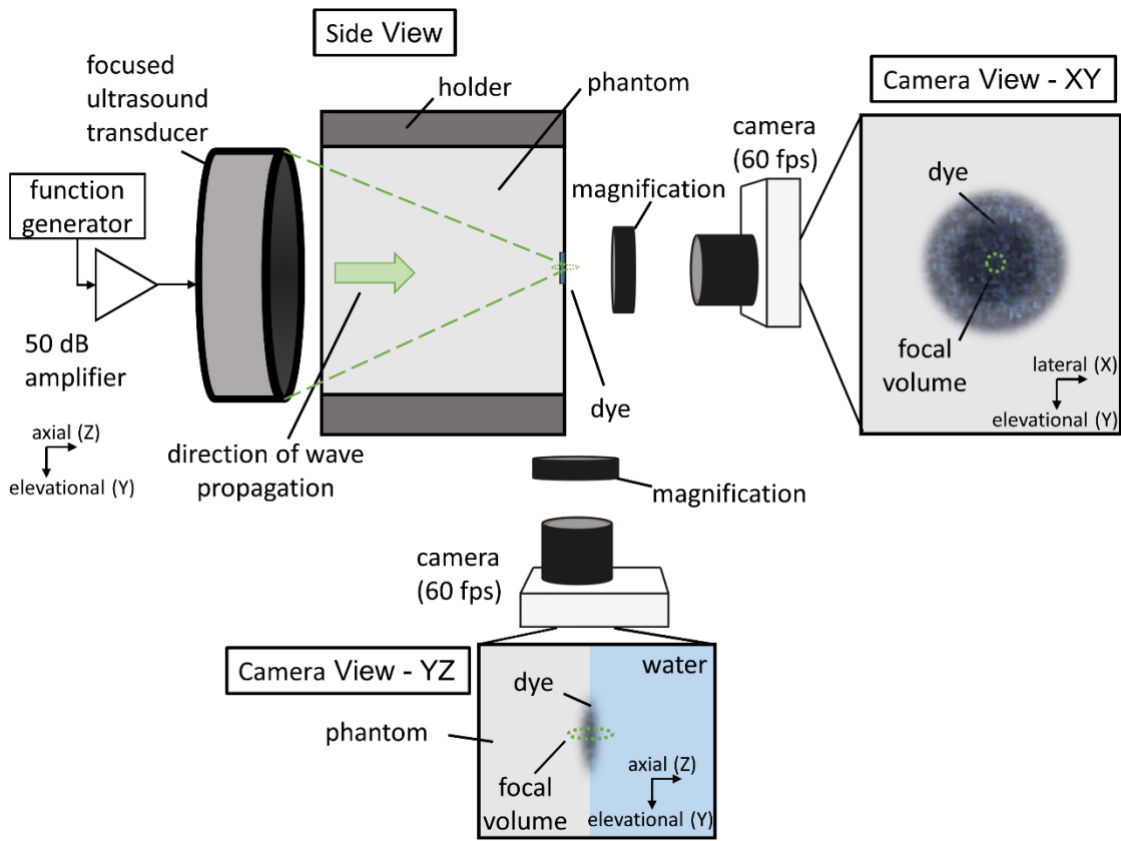 Side View
focused
ultrasound
transducer
holder
phantom
camera
(60 fps)
Camera View - XY
function
generator
magnification
dye
50 dB
amplifier
focal
volume
lateral (X)
elevational (Y)
dye
axial (Z)
elevational (Y)
direction of wave
propagation
magnification
camera
(60 fps)
Camera View - YZ
water
dye
phantom
axial (Z)
focal
volume
elevational (Y)